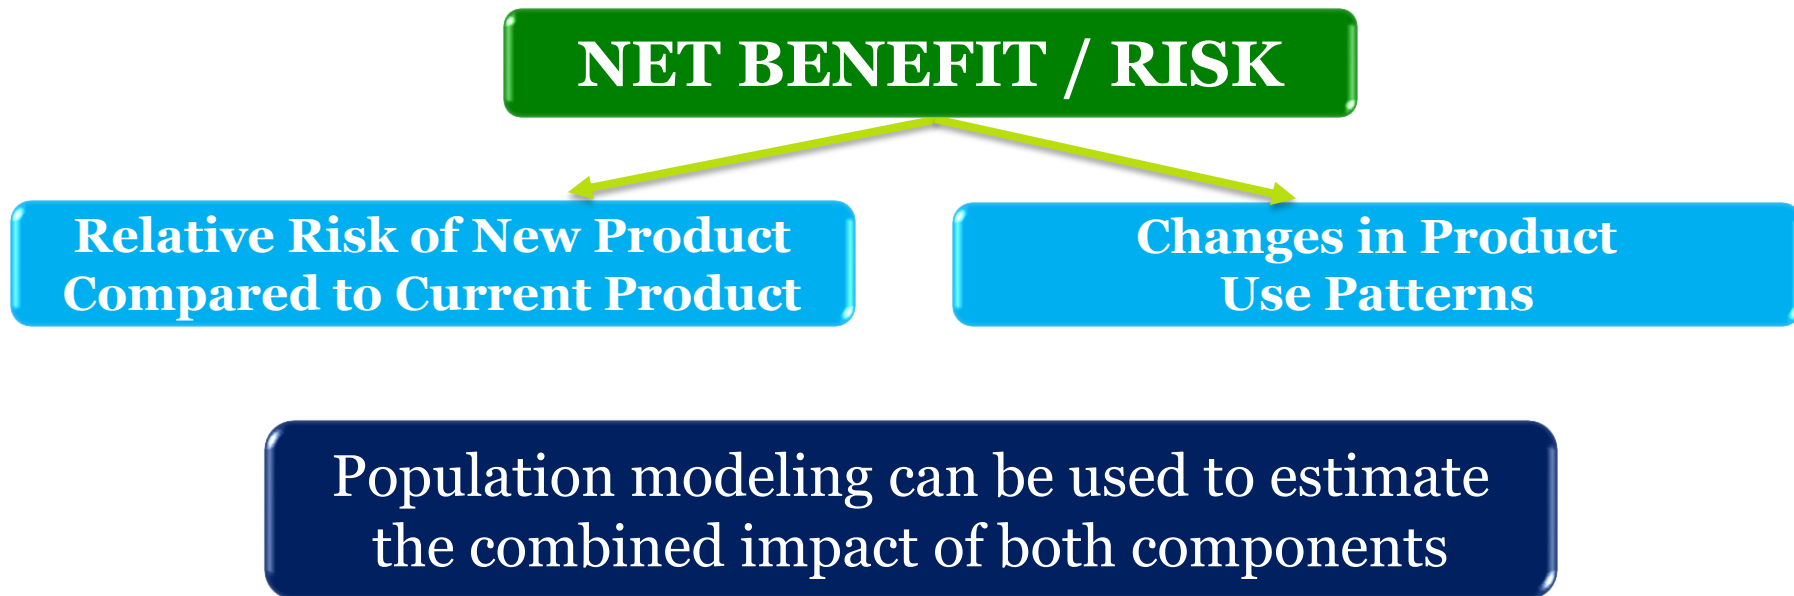 NET BENEFIT / RISK
Relative Risk of New Product
Compared to Current Product
Changes in Product
Use Patterns
Population modeling can be used to estimate
the combined impact of both components